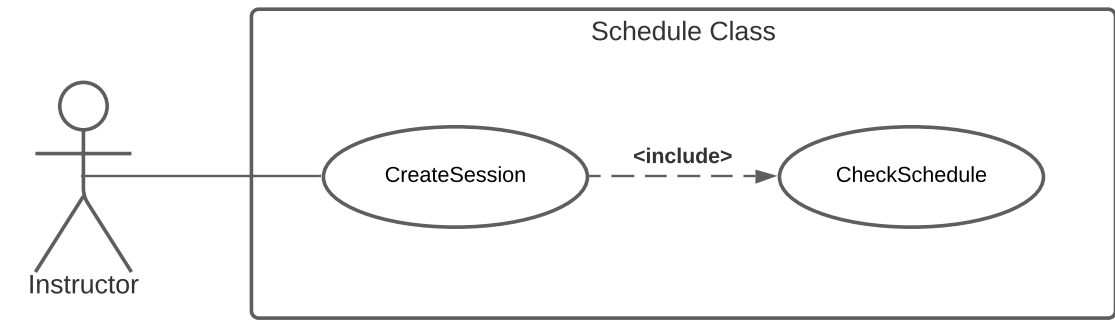 Schedule Class
<include>
CreateSession
CheckSchedule
Instructor